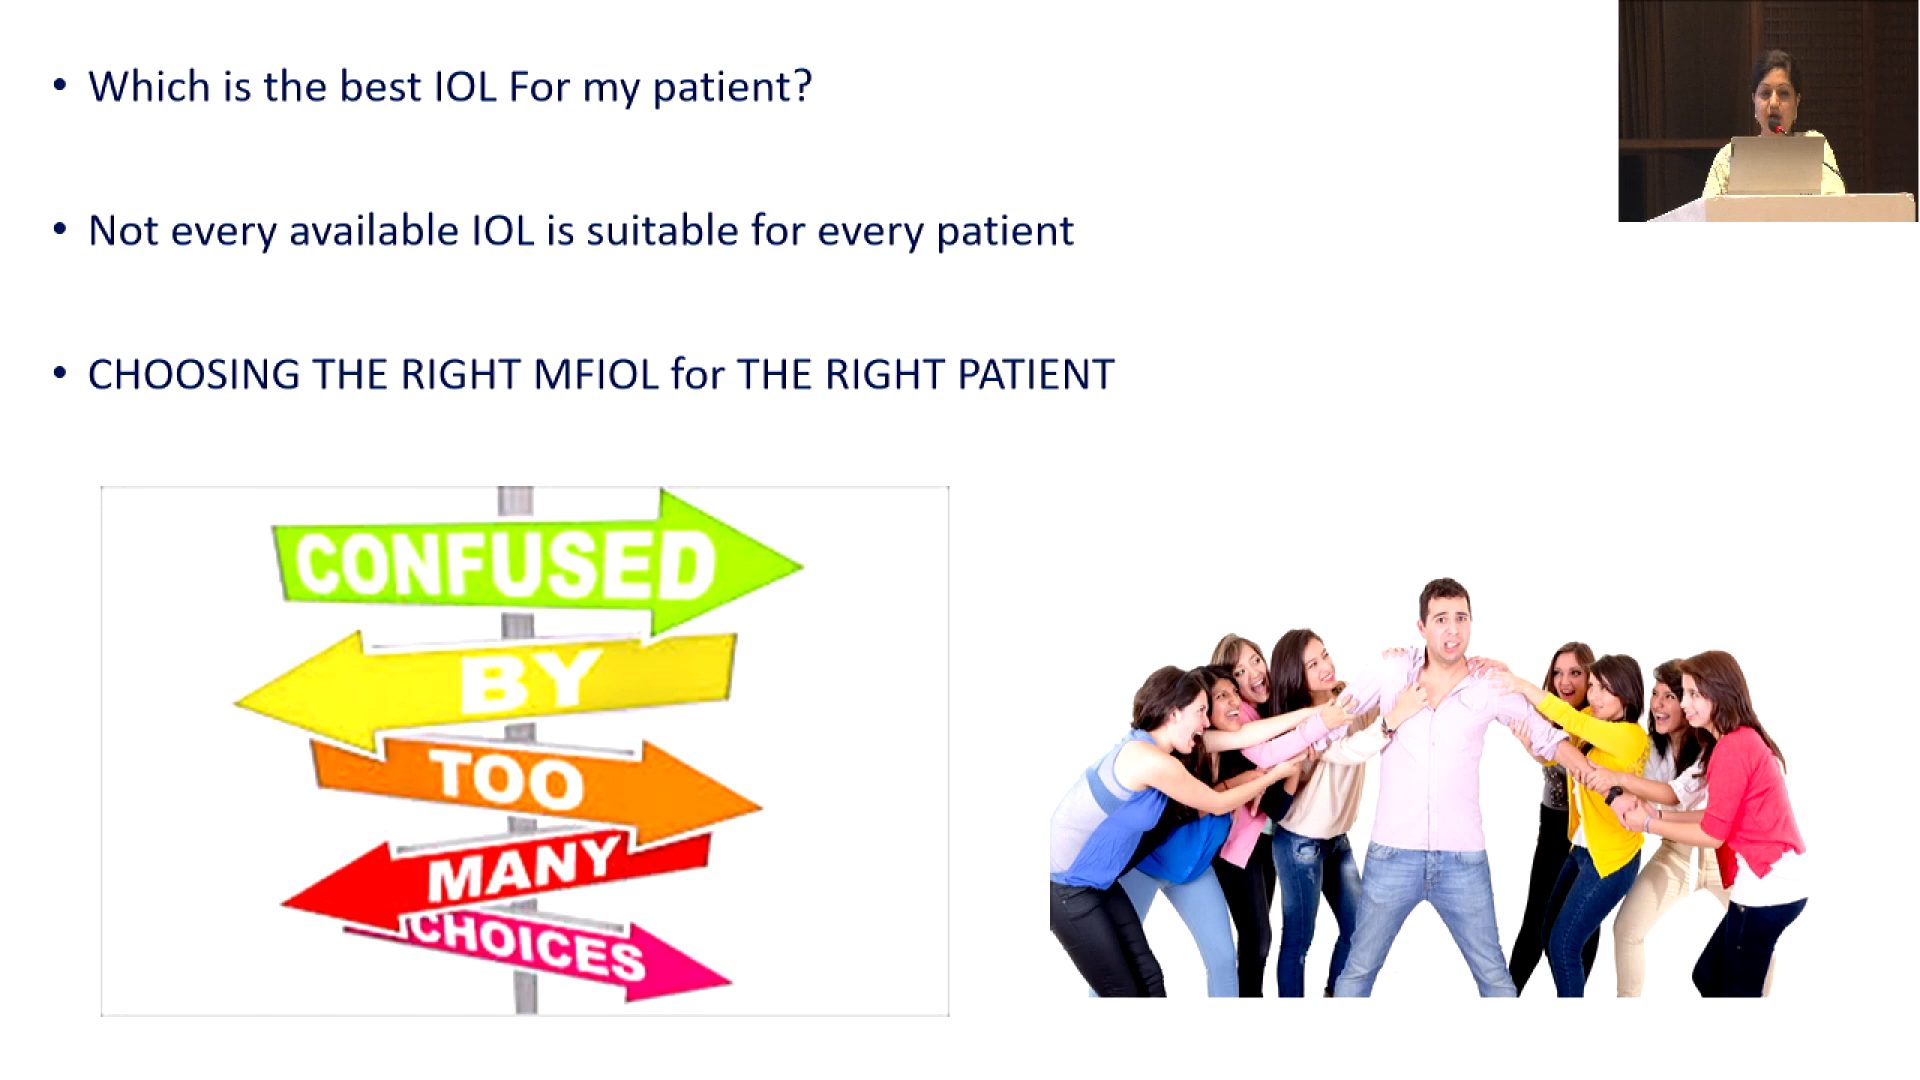 • Which is the best IOL For my patient?
• Not every available IOL is suitable for every patient
• CHOOSING THE RIGHT MFIOL for THE RIGHT PATIENT
CONFUSED
BY
TOO
MANY
CHOICES